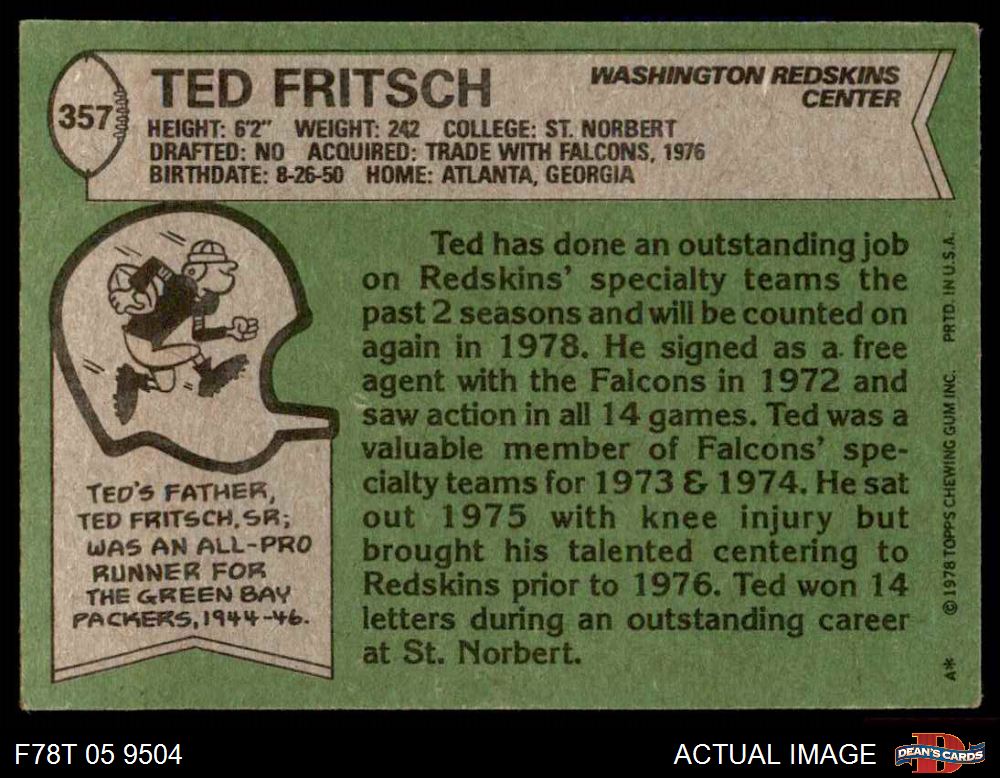 357
TED FRITSCH
WASHINGTON REDSKINS
CENTER
HEIGHT: 6'2" WEIGHT: 242 COLLEGE: ST. NORBERT
DRAFTED: NO ACQUIRED: TRADE WITH FALCONS, 1976
BIRTHDATE: 8-26-50 HOME: ATLANTA, GEORGIA
TED'S FATHER,
TED FRITSCH, SR;
WAS AN ALL-PRO
RUNNER FOR
THE GREEN BAY
PACKERS, 1944-46.
Ted has done an outstanding job
on Redskins' specialty teams the
past 2 seasons and will be counted on
again in 1978. He signed as a free
agent with the Falcons in 1972 and
saw action in all 14 games. Ted was a
valuable member of Falcons' spe-
cialty teams for 1973 & 1974. He sat
out 1975 with knee injury but
brought his talented centering to
Redskins prior to 1976. Ted won 14
letters during an outstanding career
at St. Norbert.
A* © 1978 TOPPS CHEWING GUM INC. PRTD. IN U.S.A.
F78T 05 9504
ACTUAL IMAGE
D
DEAN'S CARDS